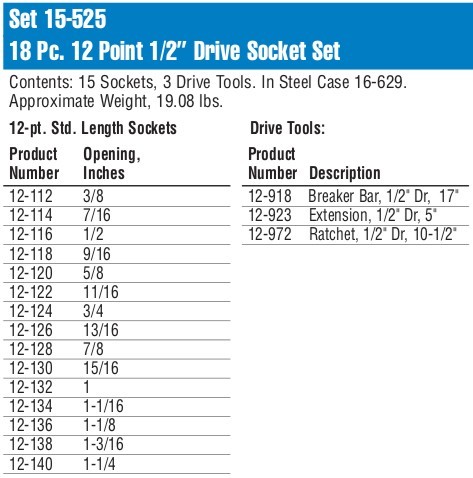 Set 15-525
18 Pc. 12 Point 1/2" Drive Socket Set
Contents: 15 Sockets, 3 Drive Tools. In Steel Case 16-629.
Approximate Weight, 19.08 lbs.
12-pt. Std. Length Sockets
Product Opening,
Number Inches
12-112 3/8
12-114 7/16
12-116 1/2
12-118 9/16
12-120 5/8
12-122 11/16
12-124 3/4
12-126 13/16
12-128 7/8
12-130 15/16
12-132 1
12-134 1-1/16
12-136 1-1/8
12-138 1-3/16
12-140 1-1/4
Drive Tools:
Product
Number Description
12-918 Breaker Bar, 1/2" Dr, 17"
12-923 Extension, 1/2" Dr, 5"
12-972 Ratchet, 1/2" Dr, 10-1/2"